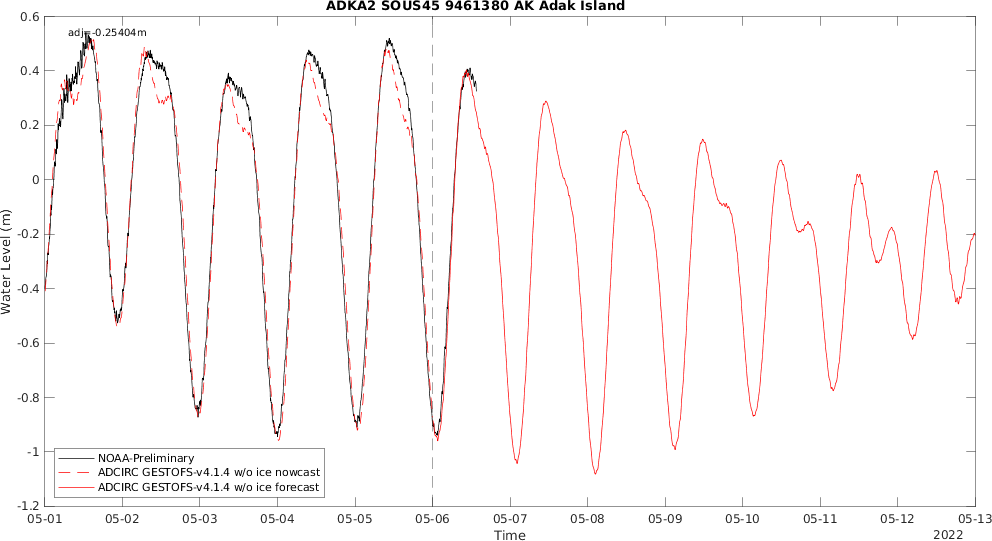 ADKA2 SOUS45 9461380 AK Adak Island
adj=-0.25404m
0.6
0.4
0.2
0
-0.2
-0.4
-0.6
-0.8
-1
-1.2
Water Level (m)
NOAA-Preliminary
ADCIRC GESTOFS-v4.1.4 w/o ice nowcast
ADCIRC GESTOFS-v4.1.4 w/o ice forecast
05-01 05-02 05-03 05-04 05-05 05-06 05-07 05-08 05-09 05-10 05-11 05-12 05-13
Time
2022